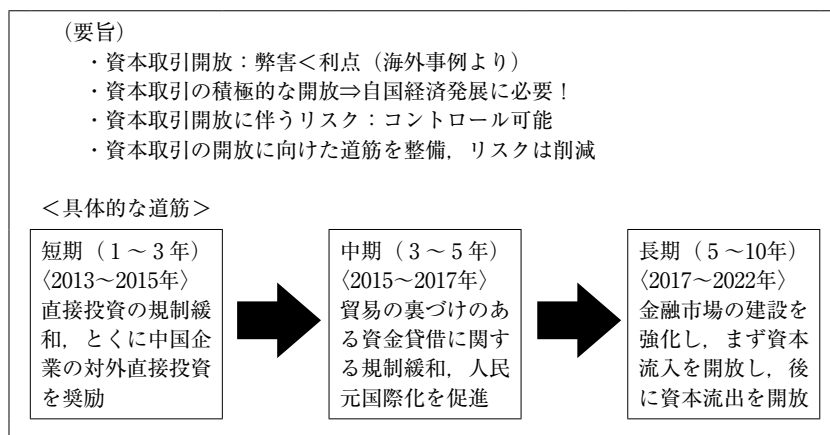 (要旨)
・資本取引開放:弊害<利点(海外事例より)
・資本取引の積極的な開放⇒自国経済発展に必要!
・資本取引開放に伴うリスク:コントロール可能
・資本取引の開放に向けた道筋を整備,リスクは削減
<具体的な道筋>
短期(1~3年)
〈2013~2015年〉
直接投資の規制緩
和,とくに中国企
業の対外直接投資
を奨励
中期(3~5年)
〈2015~2017年〉
貿易の裏づけのあ
る資金貸借に関す
る規制緩和,人民
元国際化を促進
長期(5~10年)
〈2017~2022年〉
金融市場の建設を
強化し,まず資本
流入を開放し,後
に資本流出を開放